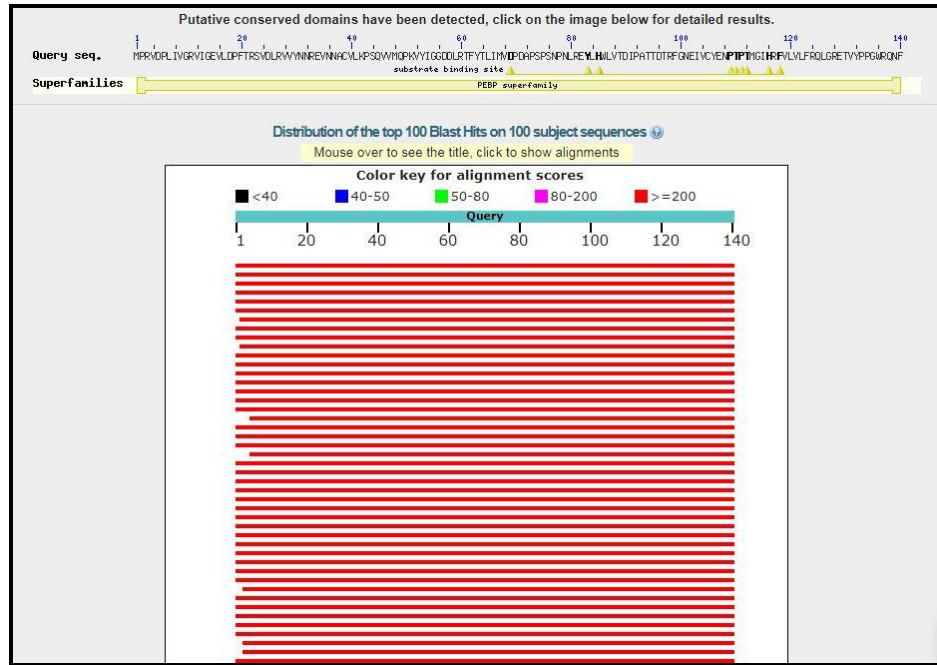 Putative conserved domains have been detected, click on the image below for detailed results.
1 20 40 60 80 100 120 140
Query seq.
substrate binding site
Superfamilies
PEBP superfamily
Distribution of the top 100 Blast Hits on 100 subject sequences
Mouse over to see the title, click to show alignments
Color key for alignment scores
<40 40-50 50-80 80-200 >=200
Query
1 20 40 60 80 100 120 140